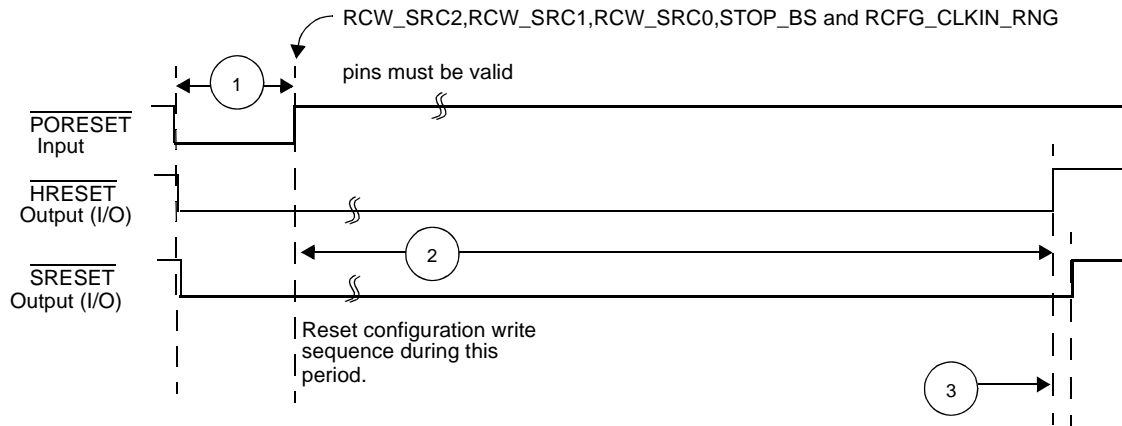 RCW_SRC2,RCW_SRC1,RCW_SRC0,STOP_BS and RCFG_CLKIN_RNG
pins must be valid
1
PORESET
Input
HRESET
Output (I/O)
2
SRESET
Output (I/O)
Reset configuration write
sequence during this
period.
3